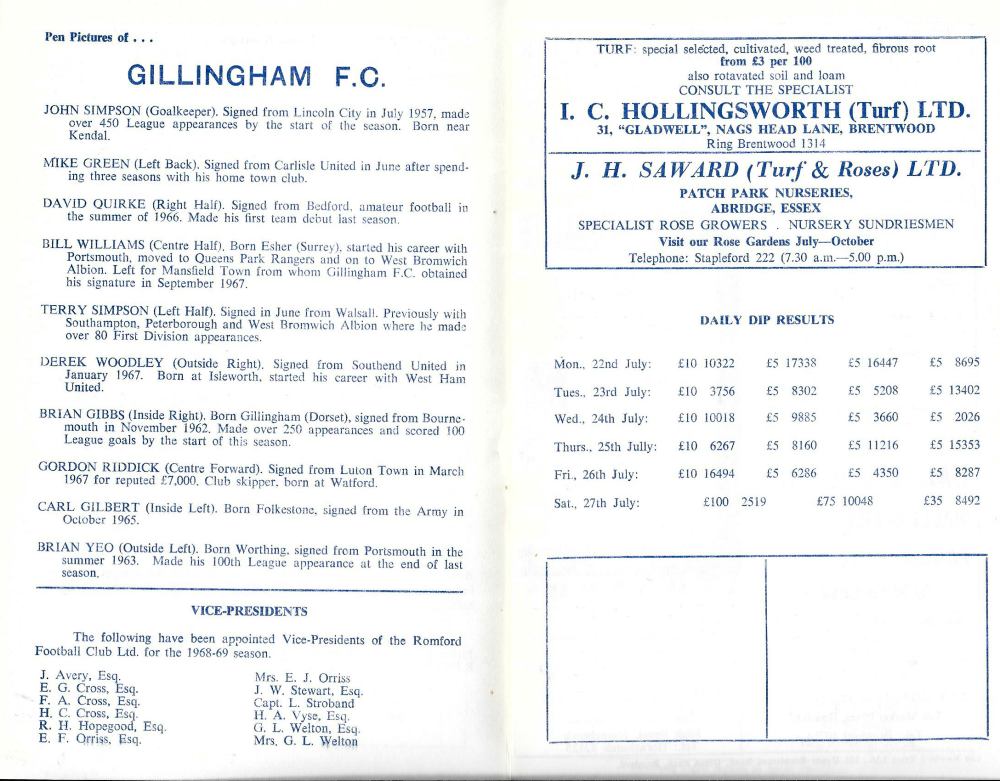 Pen Pictures of . . .
GILLINGHAM F.C.
JOHN SIMPSON (Goalkeeper). Signed from Lincoln City in July 1957, made
over 450 League appearances by the start of the season. Born near
Kendal.
MIKE GREEN (Left Back). Signed from Carlisle United in June after spend-
ing three seasons with his home town club.
DAVID QUIRKE (Right Half). Signed from Bedford, amateur football in
the summer of 1966. Made his first team debut last season.
BILL WILLIAMS (Centre Half). Born Esher (Surrey), started his career with
Portsmouth, moved to Queens Park Rangers and on to West Bromwich
Albion. Left for Mansfield Town from whom Gillingham F.C. obtained
his signature in September 1967.
TERRY SIMPSON (Left Half). Signed in June from Walsall. Previously with
Southampton, Peterborough and West Bromwich Albion where he made
over 80 First Division appearances.
DEREK WOODLEY (Outside Right). Signed from Southend United in
January 1967. Born at Isleworth, started his career with West Ham
United.
BRIAN GIBBS (Inside Right). Born Gillingham (Dorset), signed from Bourne-
mouth in November 1962. Made over 250 appearances and scored 100
League goals by the start of this season.
GORDON RIDDICK (Centre Forward). Signed from Luton Town in March
1967 for reputed £7,000. Club skipper, born at Watford.
CARL GILBERT (Inside Left). Born Folkestone, signed from the Army in
October 1965.
BRIAN YEO (Outside Left). Born Worthing, signed from Portsmouth in the
summer 1963. Made his 100th League appearance at the end of last
season.
VICE-PRESIDENTS
The following have been appointed Vice-Presidents of the Romford
Football Club Ltd. for the 1968-69 season.
J. Avery, Esq.
E. G. Cross, Esq.
F. A. Cross, Esq.
H. C. Cross, Esq.
R. H. Hopegood, Esq.
E. F. Orriss, Esq.
Mrs. E. J. Orriss
J. W. Stewart, Esq.
Capt. L. Stroband
H. A. Vyse, Esq.
G. L. Welton, Esq.
Mrs. G. L. Welton
TURF: special selected, cultivated, weed treated, fibrous root
from £3 per 100
also rotavated soil and loam
CONSULT THE SPECIALIST
I. C. HOLLINGSWORTH (Turf) LTD.
31, "GLADWELL", NAGS HEAD LANE, BRENTWOOD
Ring Brentwood 1314
J. H. SAWARD (Turf & Roses) LTD.
PATCH PARK NURSERIES,
ABRIDGE, ESSEX
SPECIALIST ROSE GROWERS . NURSERY SUNDRIESMEN
Visit our Rose Gardens July—October
Telephone: Stapleford 222 (7.30 a.m.—5.00 p.m.)
DAILY DIP RESULTS
Mon., 22nd July: £10 10322 £5 17338 £5 16447 £5 8695
Tues., 23rd July: £10 3756 £5 8302 £5 5208 £5 13402
Wed., 24th July: £10 10018 £5 9885 £5 3660 £5 2026
Thurs., 25th Jully: £10 6267 £5 8160 £5 11216 £5 15353
Fri., 26th July: £10 16494 £5 6286 £5 4350 £5 8287
Sat., 27th July: £100 2519 £75 10048 £35 8492